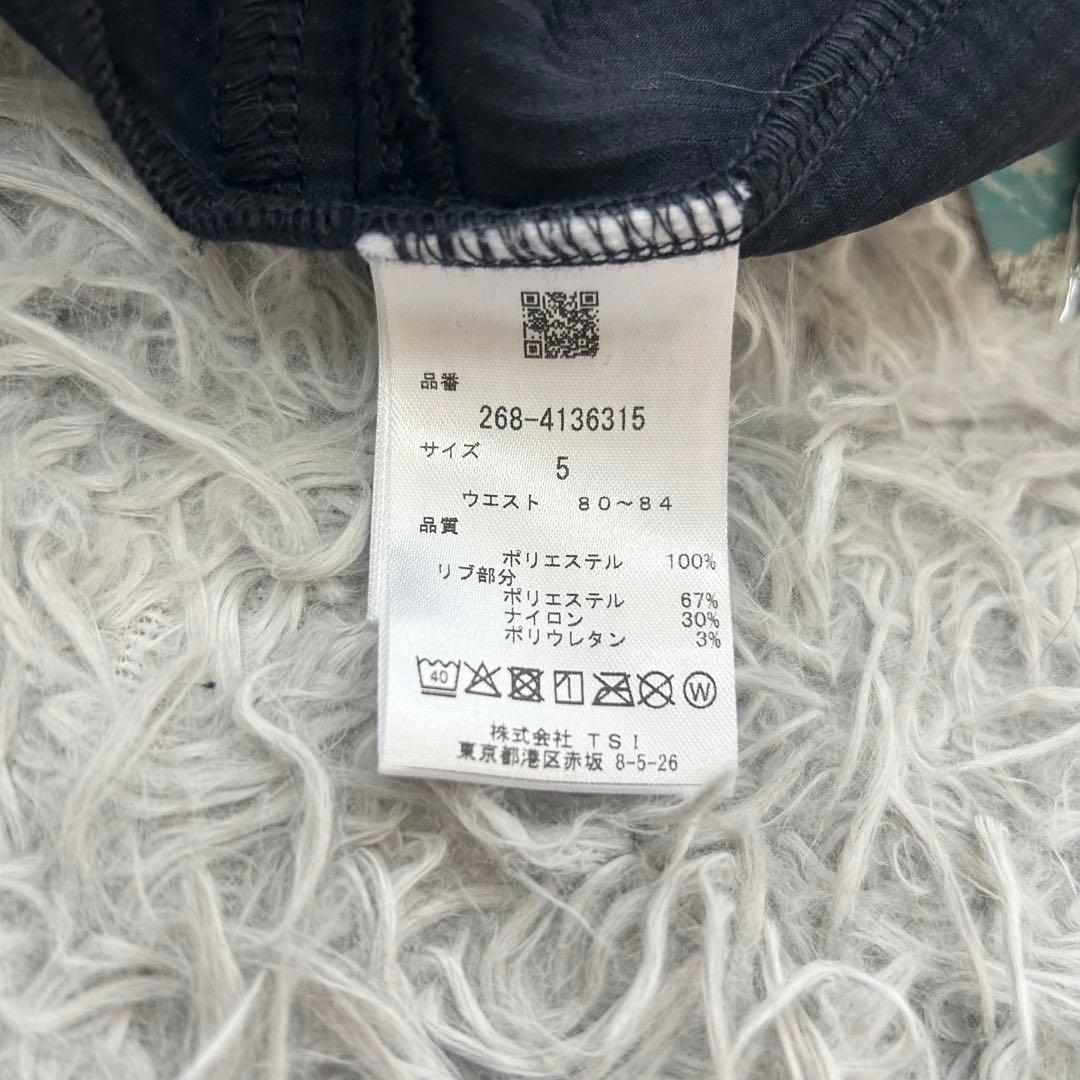 品番
268-4136315
サイズ
5
ウエスト 80～84
品質
ポリエステル 100%
リブ部分
ポリエステル 67%
ナイロン 30%
ポリウレタン 3%
40 W
株式会社 TSI
東京都港区赤坂 8-5-26